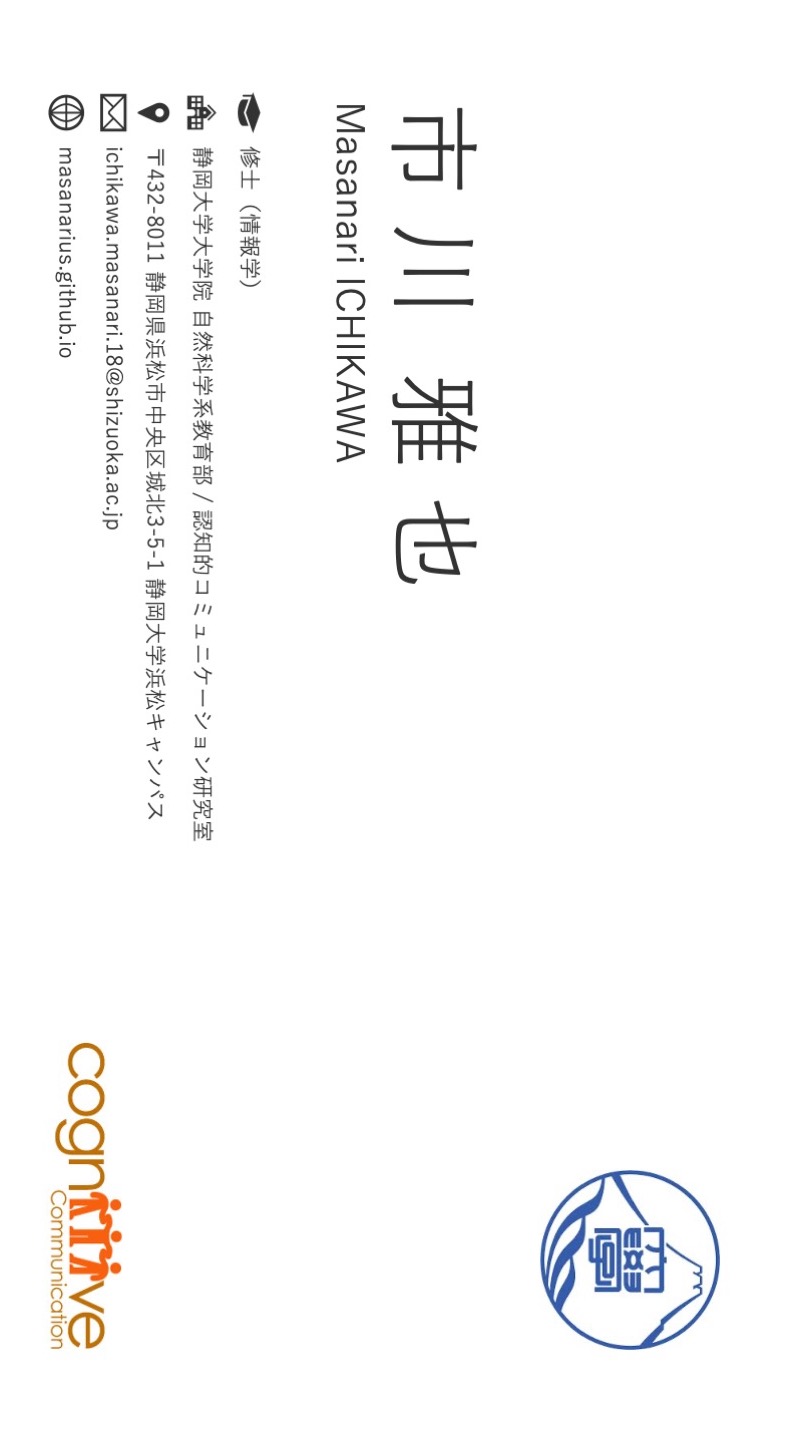 市川 雅也
Masanari ICHIKAWA
修士（情報学）
静岡大学大学院 自然科学系教育部 / 認知的コミュニケーション研究室
〒432-8011 静岡県浜松市中央区城北3-5-1 静岡大学浜松キャンパス
ichikawa.masanari.18@shizuoka.ac.jp
masanarius.github.io
大學
cognitive
Communication